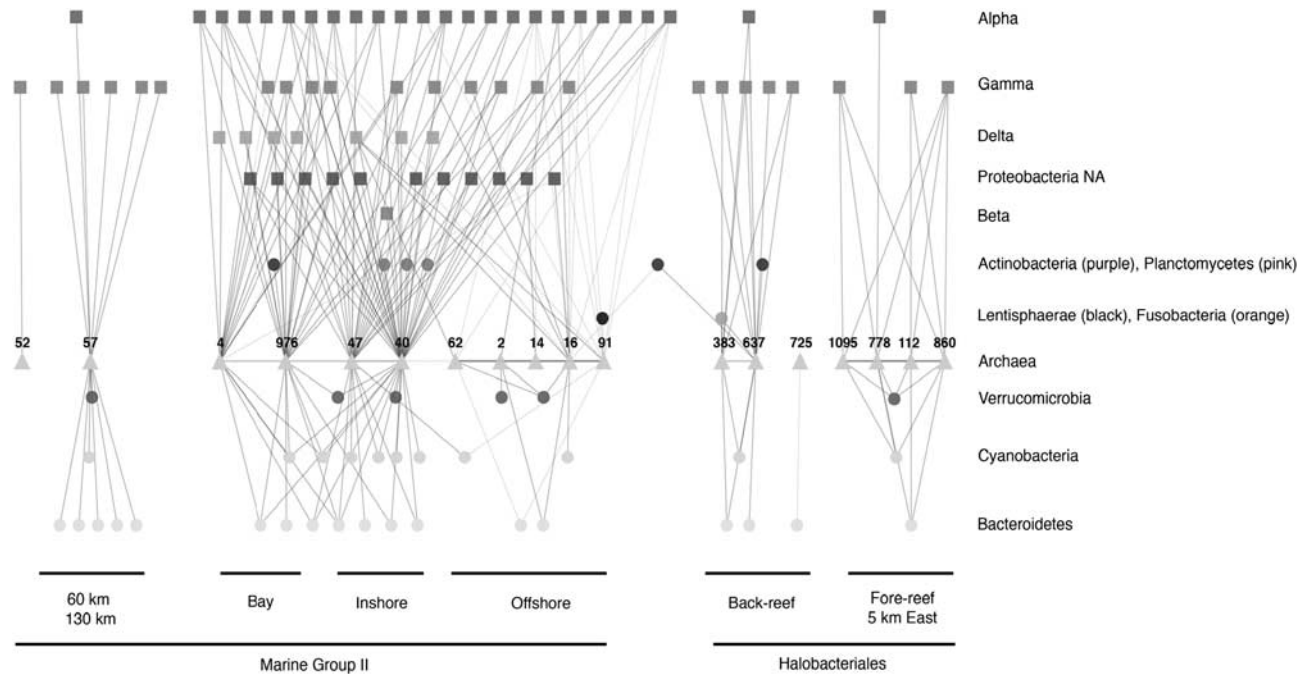 Alpha
Gamma
Delta
Proteobacteria NA
Beta
Actinobacteria (purple), Planctomycetes (pink)
Lentisphaerae (black), Fusobacteria (orange)
52 57 4 976 47 40 62 2 14 16 91 383 637 725 1095 778 112 860
Archaea
Verrucomicrobia
Cyanobacteria
Bacteroidetes
60 km Bay Inshore Offshore Back-reef Fore-reef
130 km 5 km East
Marine Group II Halobacteriales